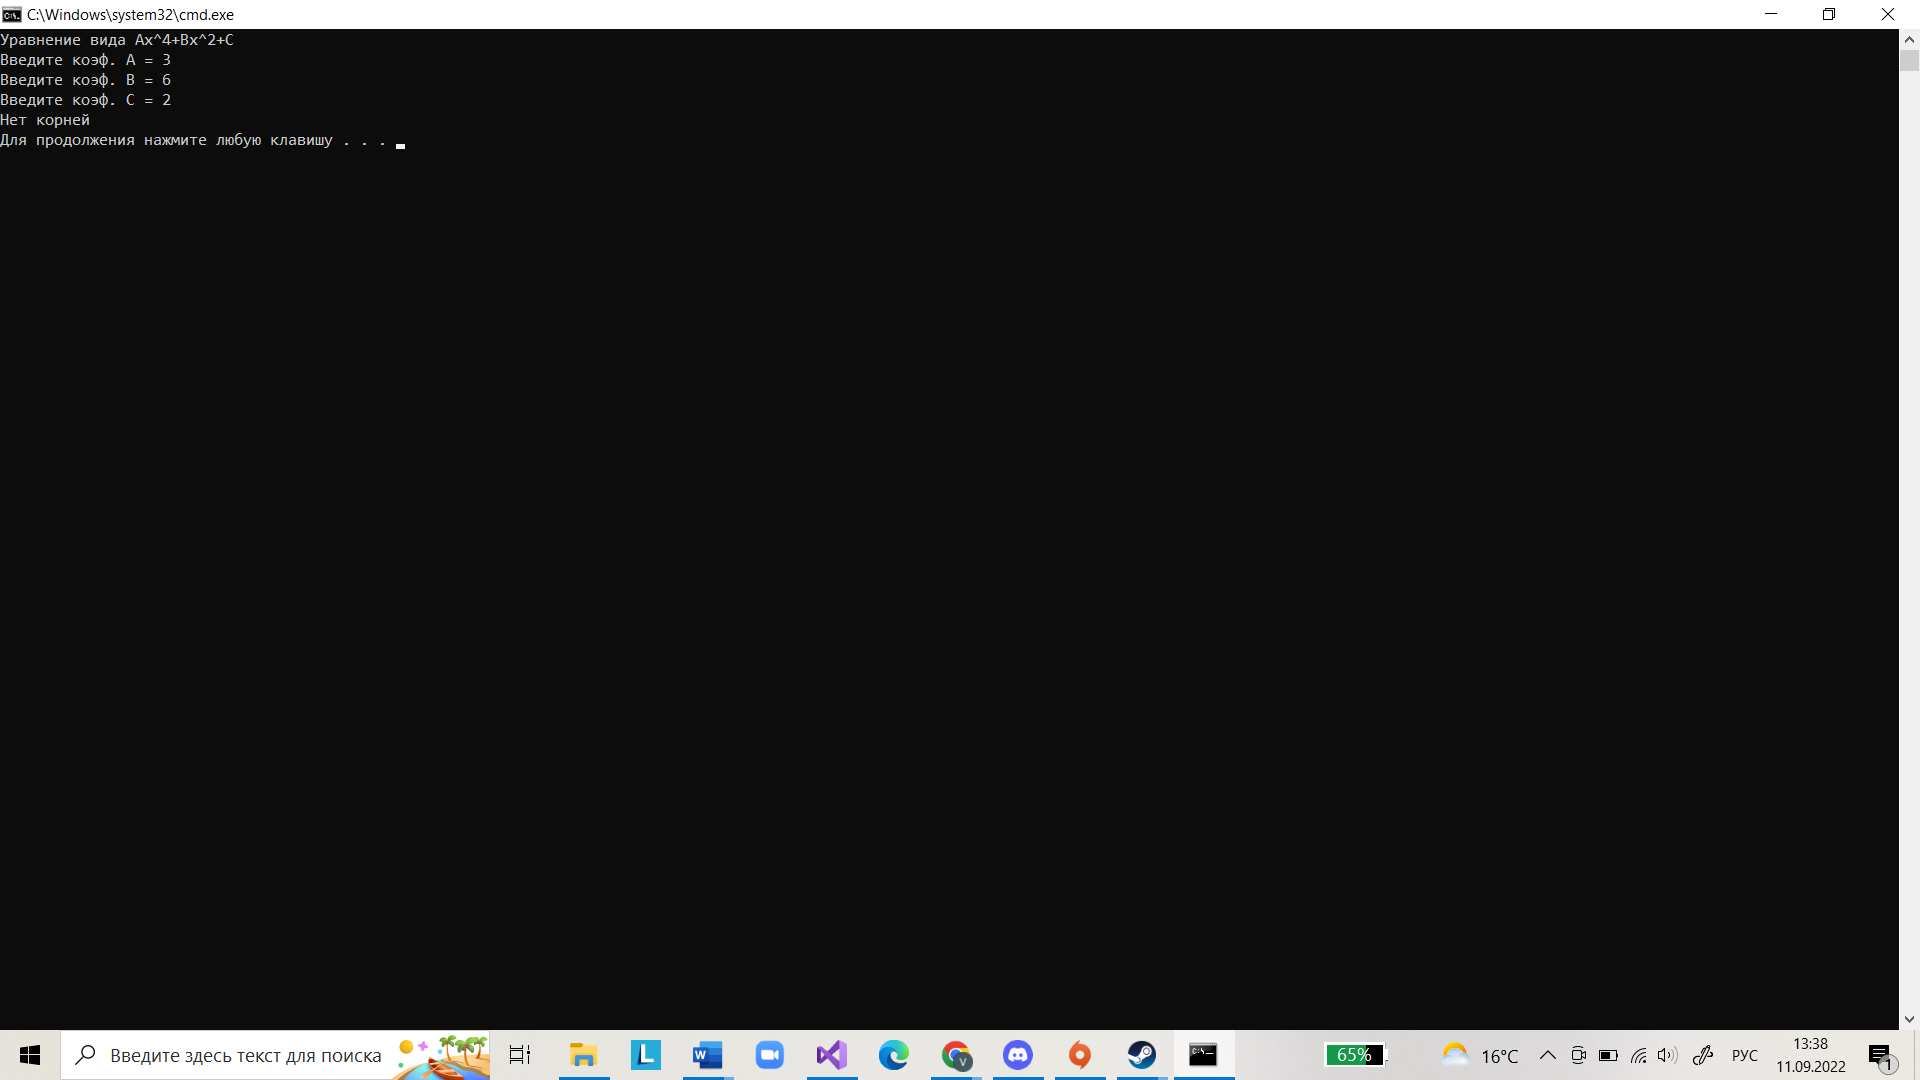 C:\Windows\system32\cmd.exe
Уравнение вида Ax^4+Bx^2+C
Введите коэф. A = 3
Введите коэф. B = 6
Введите коэф. C = 2
Нет корней
Для продолжения нажмите любую клавишу . . .
Введите здесь текст для поиска
65%
16°C
РУС
13:38
11.09.2022
1